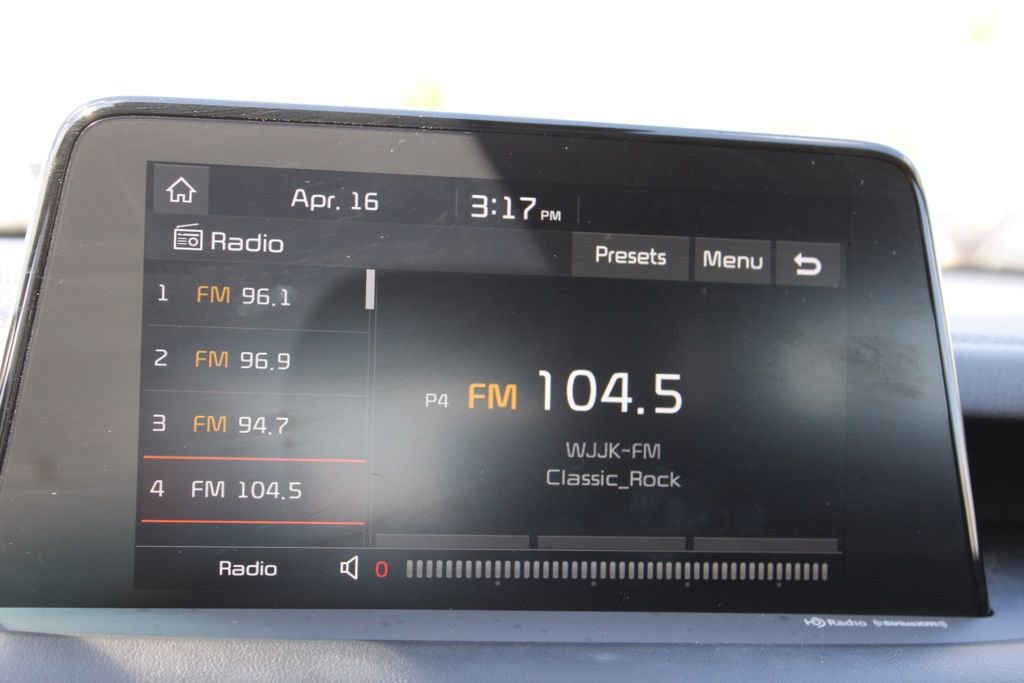 Apr. 16 3:17 PM
Radio
Presets Menu
1 FM 96.1
2 FM 96.9
3 FM 94.7
4 FM 104.5
P4 FM 104.5
WJJK-FM
Classic_Rock
Radio 0
HD Radio ((SiriusXM))